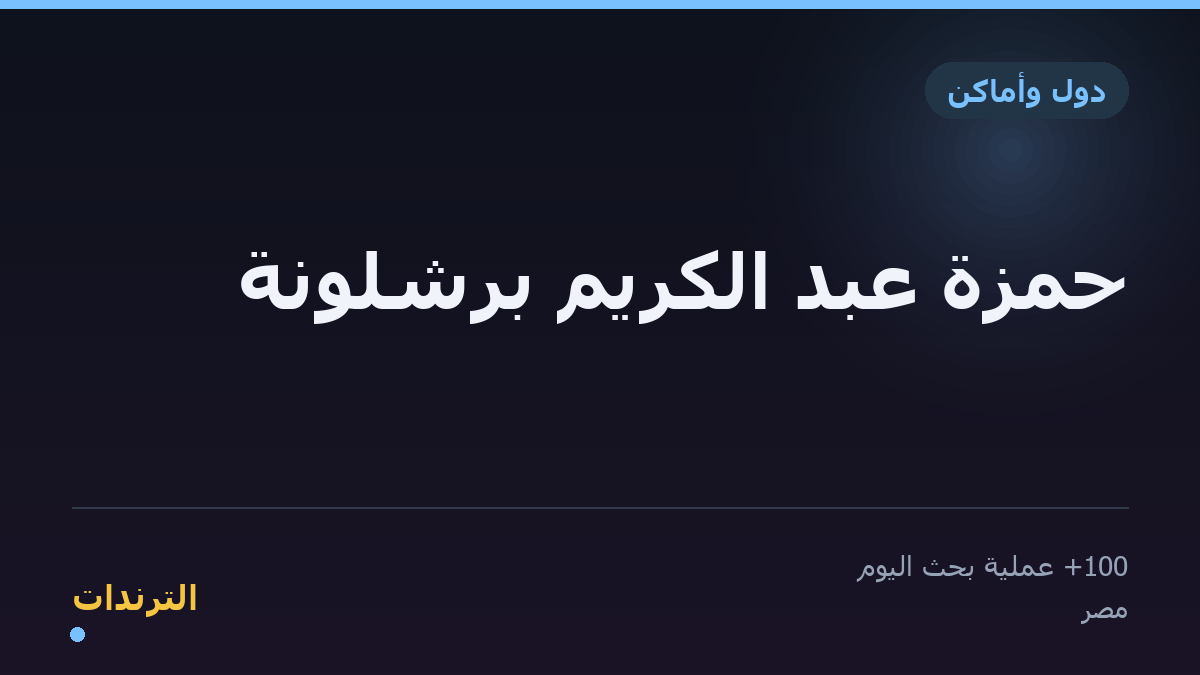 دول وأماكن
حمزة عبد الكريم برشلونة
100+ عملية بحث اليوم
مصر
الترندات